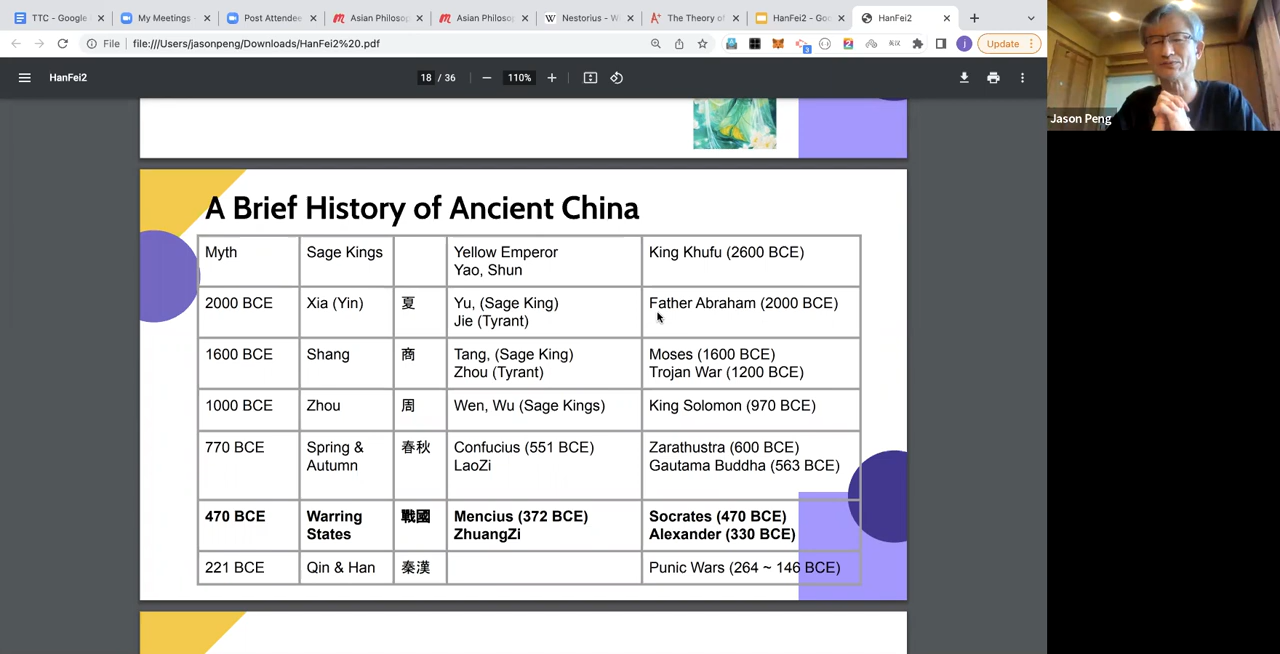 TTC - Google
My Meetings -
Post Attendee
Asian Philoso
Asian Philoso
Nestorius - W
The Theory of
HanFei2 - Goo
HanFei2
File
file:///Users/jasonpeng/Downloads/HanFei2%20.pdf
3
2
j
Update
HanFei2
18 / 36
110%
Jason Peng
A Brief History of Ancient China
Myth
Sage Kings
Yellow Emperor
Yao, Shun
King Khufu (2600 BCE)
2000 BCE
Xia (Yin)
夏
Yu, (Sage King)
Jie (Tyrant)
Father Abraham (2000 BCE)
1600 BCE
Shang
商
Tang, (Sage King)
Zhou (Tyrant)
Moses (1600 BCE)
Trojan War (1200 BCE)
1000 BCE
Zhou
周
Wen, Wu (Sage Kings)
King Solomon (970 BCE)
770 BCE
Spring &
Autumn
春秋
Confucius (551 BCE)
LaoZi
Zarathustra (600 BCE)
Gautama Buddha (563 BCE)
470 BCE
Warring
States
戰國
Mencius (372 BCE)
ZhuangZi
Socrates (470 BCE)
Alexander (330 BCE)
221 BCE
Qin & Han
秦漢
Punic Wars (264 ~ 146 BCE)